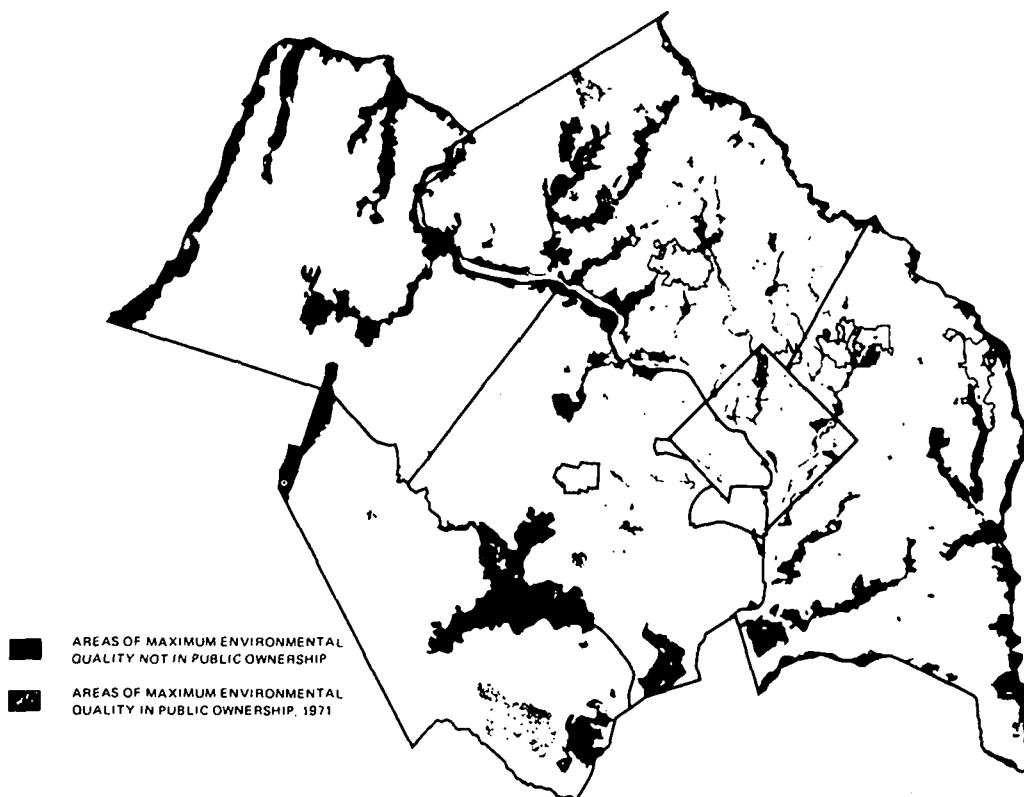 AREAS OF MAXIMUM ENVIRONMENTAL
QUALITY NOT IN PUBLIC OWNERSHIP
AREAS OF MAXIMUM ENVIRONMENTAL
QUALITY IN PUBLIC OWNERSHIP, 1971